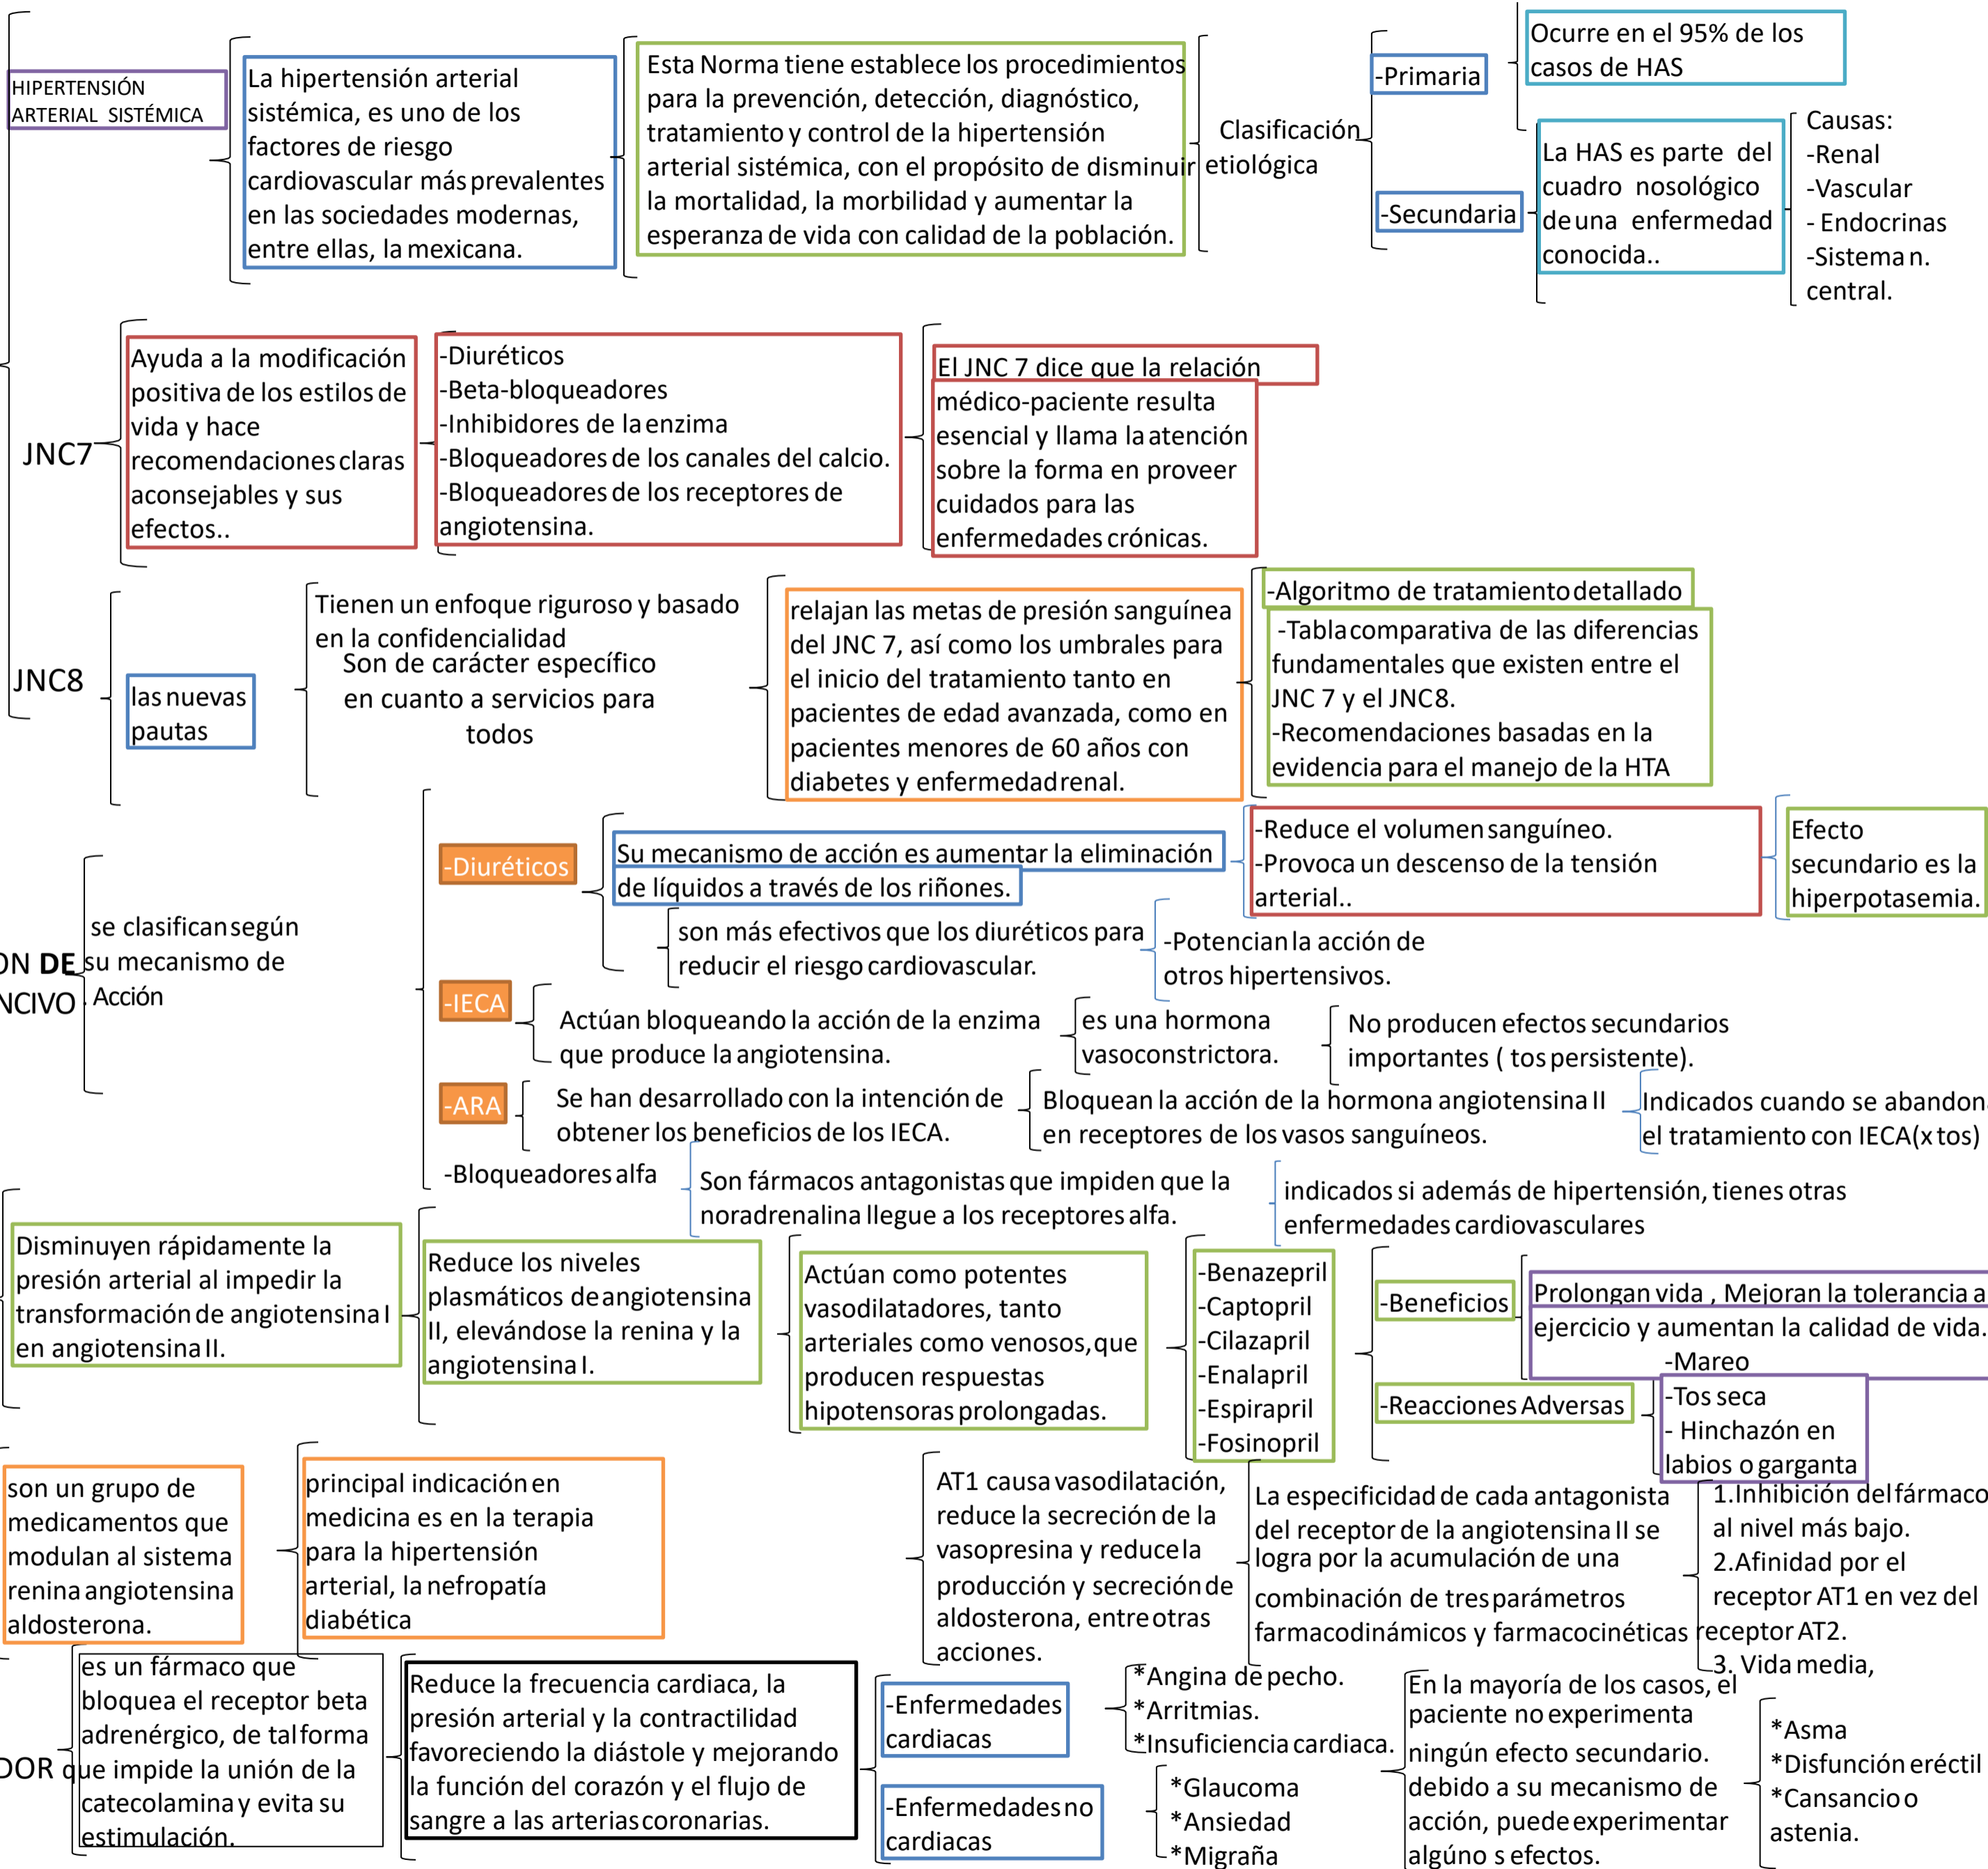 HIPERTENSIÓN
ARTERIAL SISTÉMICA
La hipertensión arterial
sistémica, es uno de los
factores de riesgo
cardiovascular más prevalentes
en las sociedades modernas,
entre ellas, la mexicana.
Esta Norma tiene establece los procedimientos
para la prevención, detección, diagnóstico,
tratamiento y control de la hipertensión
arterial sistémica, con el propósito de disminuir
la mortalidad, la morbilidad y aumentar la
esperanza de vida con calidad de la población.
Clasificación
etiológica
-Primaria
Ocurre en el 95% de los
casos de HAS
-Secundaria
La HAS es parte del
cuadro nosológico
de una enfermedad
conocida..
Causas:
-Renal
-Vascular
- Endocrinas
-Sistema n.
central.
JNC7
Ayuda a la modificación
positiva de los estilos de
vida y hace
recomendaciones claras
aconsejables y sus
efectos..
-Diuréticos
-Beta-bloqueadores
-Inhibidores de la enzima
-Bloqueadores de los canales del calcio.
-Bloqueadores de los receptores de
angiotensina.
El JNC 7 dice que la relación
médico-paciente resulta
esencial y llama la atención
sobre la forma en proveer
cuidados para las
enfermedades crónicas.
JNC8
las nuevas
pautas
Tienen un enfoque riguroso y basado
en la confidencialidad
Son de carácter específico
en cuanto a servicios para
todos
relajan las metas de presión sanguínea
del JNC 7, así como los umbrales para
el inicio del tratamiento tanto en
pacientes de edad avanzada, como en
pacientes menores de 60 años con
diabetes y enfermedad renal.
-Algoritmo de tratamiento detallado
-Tabla comparativa de las diferencias
fundamentales que existen entre el
JNC 7 y el JNC8.
-Recomendaciones basadas en la
evidencia para el manejo de la HTA
ON DE
NCIVO .
se clasifican según
su mecanismo de
Acción
-Diuréticos
Su mecanismo de acción es aumentar la eliminación
de líquidos a través de los riñones.
-Reduce el volumen sanguíneo.
-Provoca un descenso de la tensión
arterial..
Efecto
secundario es la
hiperpotasemia.
son más efectivos que los diuréticos para
reducir el riesgo cardiovascular.
-Potencian la acción de
otros hipertensivos.
-IECA
Actúan bloqueando la acción de la enzima
que produce la angiotensina.
es una hormona
vasoconstrictora.
No producen efectos secundarios
importantes ( tos persistente).
-ARA
Se han desarrollado con la intención de
obtener los beneficios de los IECA.
Bloquean la acción de la hormona angiotensina II
en receptores de los vasos sanguíneos.
Indicados cuando se abandona
el tratamiento con IECA(x tos)
-Bloqueadores alfa
Son fármacos antagonistas que impiden que la
noradrenalina llegue a los receptores alfa.
indicados si además de hipertensión, tienes otras
enfermedades cardiovasculares
Disminuyen rápidamente la
presión arterial al impedir la
transformación de angiotensina I
en angiotensina II.
Reduce los niveles
plasmáticos de angiotensina
II, elevándose la renina y la
angiotensina I.
Actúan como potentes
vasodilatadores, tanto
arteriales como venosos, que
producen respuestas
hipotensoras prolongadas.
-Benazepril
-Captopril
-Cilazapril
-Enalapril
-Espirapril
-Fosinopril
-Beneficios
Prolongan vida , Mejoran la tolerancia a
ejercicio y aumentan la calidad de vida.
-Reacciones Adversas
-Mareo
-Tos seca
- Hinchazón en
labios o garganta
son un grupo de
medicamentos que
modulan al sistema
renina angiotensina
aldosterona.
principal indicación en
medicina es en la terapia
para la hipertensión
arterial, la nefropatía
diabética
AT1 causa vasodilatación,
reduce la secreción de la
vasopresina y reduce la
producción y secreción de
aldosterona, entre otras
acciones.
La especificidad de cada antagonista
del receptor de la angiotensina II se
logra por la acumulación de una
combinación de tres parámetros
farmacodinámicos y farmacocinéticas
1.Inhibición del fármaco
al nivel más bajo.
2.Afinidad por el
receptor AT1 en vez del
receptor AT2.
3. Vida media,
DOR
es un fármaco que
bloquea el receptor beta
adrenérgico, de tal forma
que impide la unión de la
catecolamina y evita su
estimulación.
Reduce la frecuencia cardiaca, la
presión arterial y la contractilidad
favoreciendo la diástole y mejorando
la función del corazón y el flujo de
sangre a las arterias coronarias.
-Enfermedades
cardiacas
*Angina de pecho.
*Arritmias.
*Insuficiencia cardiaca.
-Enfermedades no
cardiacas
*Glaucoma
*Ansiedad
*Migraña
En la mayoría de los casos, el
paciente no experimenta
ningún efecto secundario.
debido a su mecanismo de
acción, puede experimentar
algúno s efectos.
*Asma
*Disfunción eréctil
*Cansancio o
astenia.